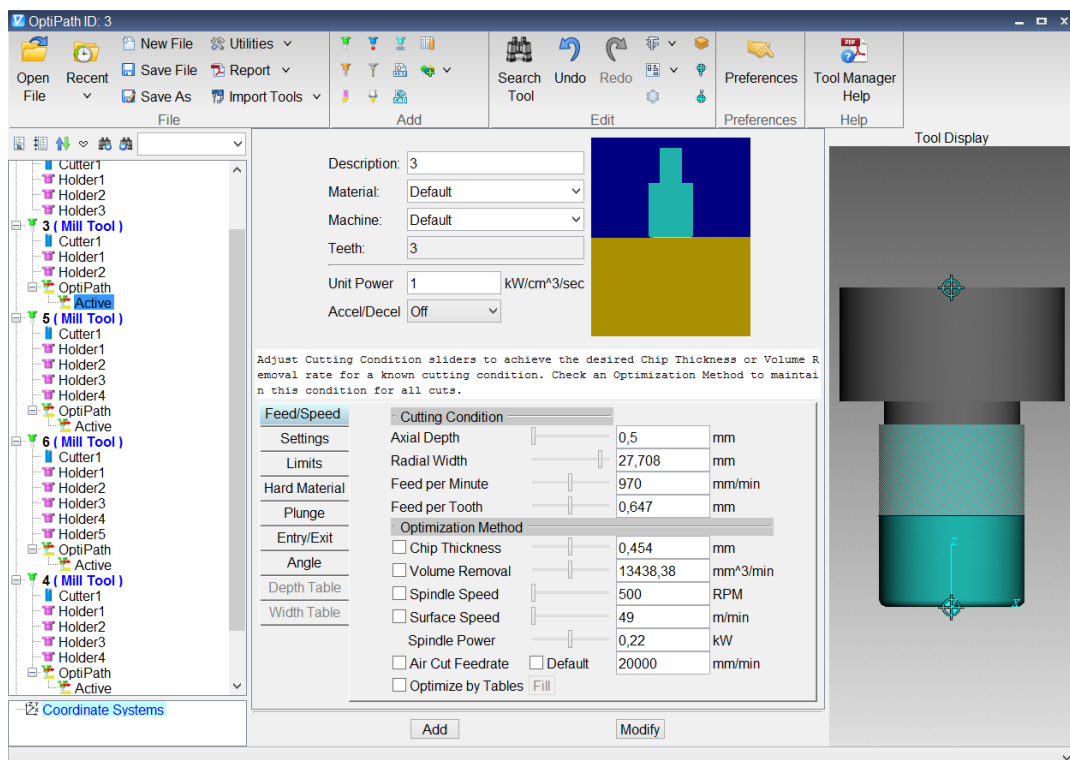 OptiPath ID: 3
Open File
Recent
New File
Save File
Save As
Utilities
Report
Import Tools
File
Add
Search Tool
Undo
Redo
Edit
Preferences
Preferences
PDF
Tool Manager Help
Help
Cutter1
Holder1
Holder2
Holder3
3 ( Mill Tool )
Cutter1
Holder1
Holder2
OptiPath
Active
5 ( Mill Tool )
Cutter1
Holder1
Holder2
Holder3
Holder4
OptiPath
Active
6 ( Mill Tool )
Cutter1
Holder1
Holder2
Holder3
Holder4
Holder5
OptiPath
Active
4 ( Mill Tool )
Cutter1
Holder1
Holder2
Holder3
Holder4
OptiPath
Active
Coordinate Systems
Description: 3
Material: Default
Machine: Default
Teeth: 3
Unit Power 1 kW/cm^3/sec
Accel/Decel Off
Adjust Cutting Condition sliders to achieve the desired Chip Thickness or Volume R
emoval rate for a known cutting condition. Check an Optimization Method to maintai
n this condition for all cuts.
Feed/Speed
Settings
Limits
Hard Material
Plunge
Entry/Exit
Angle
Depth Table
Width Table
Cutting Condition
Axial Depth 0,5 mm
Radial Width 27,708 mm
Feed per Minute 970 mm/min
Feed per Tooth 0,647 mm
Optimization Method
Chip Thickness 0,454 mm
Volume Removal 13438,38 mm^3/min
Spindle Speed 500 RPM
Surface Speed 49 m/min
Spindle Power 0,22 kW
Air Cut Feedrate Default 20000 mm/min
Optimize by Tables Fill
Add
Modify
Tool Display
z
x